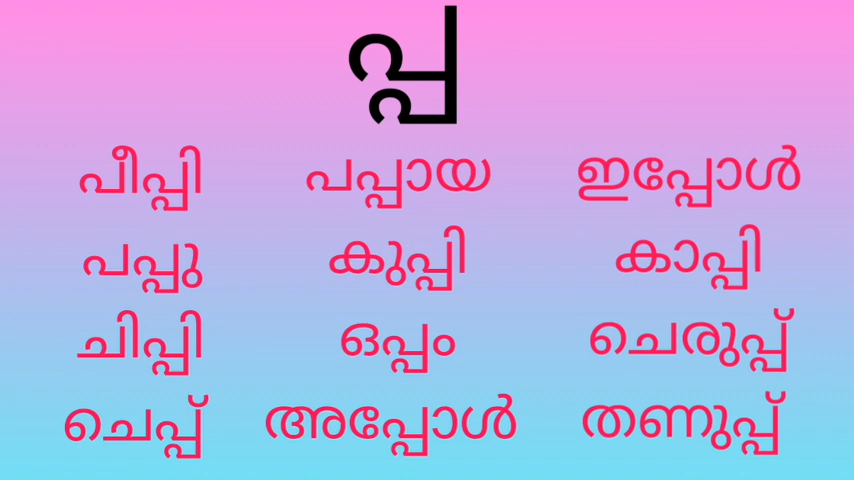 പ്പ
പീപ്പി പപ്പായ ഇപ്പോൾ
പപ്പു കുപ്പി കാപ്പി
ചിപ്പി ഒപ്പം ചെരുപ്പ്
ചെപ്പ് അപ്പോൾ തണുപ്പ്